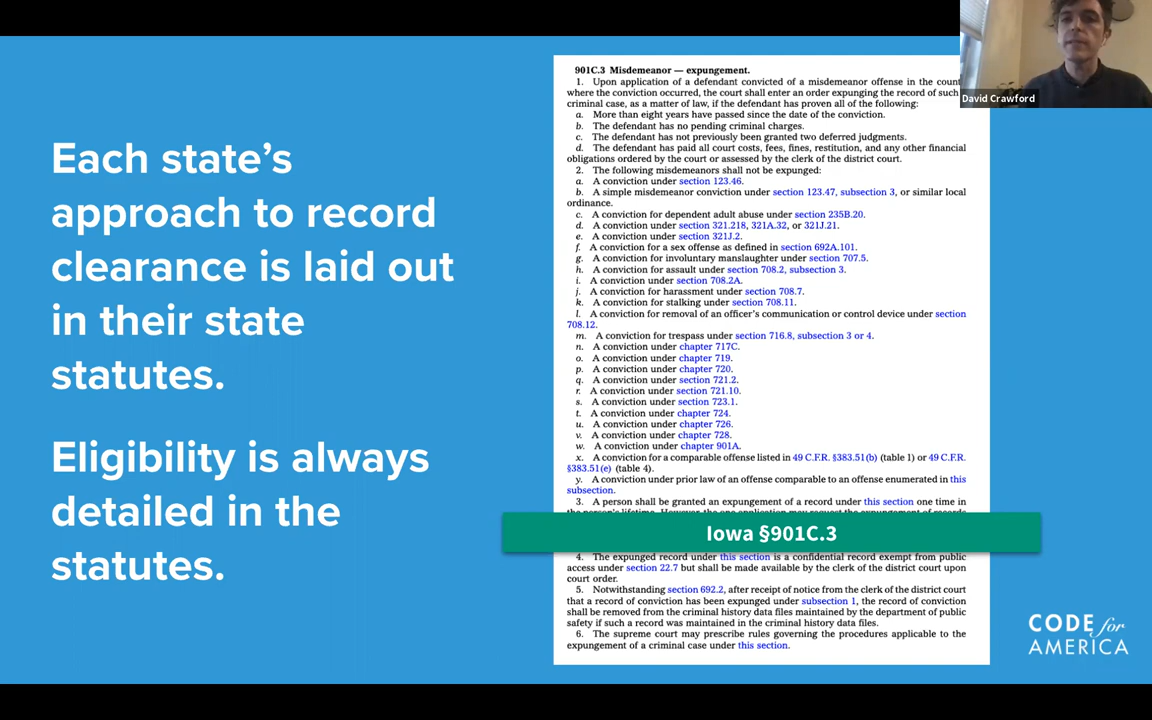 Each state's
approach to record
clearance is laid out
in their state
statutes.
Eligibility is always
detailed in the
statutes.
901C.3 Misdemeanor — expungement.
1. Upon application of a defendant convicted of a misdemeanor offense in the
where the conviction occurred, the court shall enter an order expunging the record of such
criminal case, as a matter of law, if the defendant has proven all of the following:
a. More than eight years have passed since the date of the conviction.
b. The defendant has no pending criminal charges.
c. The defendant has not previously been granted two deferred judgments.
d. The defendant has paid all court costs, fees, fines, restitution, and any other financial
obligations ordered by the court or assessed by the clerk of the district court.
2. The following misdemeanors shall not be expunged:
a. A conviction under section 123.46.
b. A simple misdemeanor conviction under section 123.47, subsection 3, or similar local
ordinance.
c. A conviction for dependent adult abuse under section 235B.20.
d. A conviction under section 321.218, 321A.32, or 321J.21.
e. A conviction under section 321J.2.
f. A conviction for a sex offense as defined in section 692A.101.
g. A conviction for involuntary manslaughter under section 707.5.
h. A conviction for assault under section 708.2, subsection 3.
i. A conviction under section 708.2A.
j. A conviction for harassment under section 708.7.
k. A conviction for stalking under section 708.11.
l. A conviction for removal of an officer's communication or control device under section
708.12.
m. A conviction for trespass under section 716.8, subsection 3 or 4.
n. A conviction under chapter 717C.
o. A conviction under chapter 719.
p. A conviction under chapter 720.
q. A conviction under section 721.2.
r. A conviction under section 721.10.
s. A conviction under section 723.1.
t. A conviction under chapter 724.
u. A conviction under chapter 726.
v. A conviction under chapter 728.
w. A conviction under chapter 901A.
x. A conviction for a comparable offense listed in 49 C.F.R. §383.51(b) (table 1) or 49 C.F.R.
§383.51(e) (table 4).
y. A conviction under prior law of an offense comparable to an offense enumerated in this
subsection.
3. A person shall be granted an expungement of a record under this section one time in
the person's lifetime. However, the one application may request the expungement of records
Iowa §901C.3
4. The expunged record under this section is a confidential record exempt from public
access under section 22.7 but shall be made available by the clerk of the district court upon
court order.
5. Notwithstanding section 692.2, after receipt of notice from the clerk of the district court
that a record of conviction has been expunged under subsection 1, the record of conviction
shall be removed from the criminal history data files maintained by the department of public
safety if such a record was maintained in the criminal history data files.
6. The supreme court may prescribe rules governing the procedures applicable to the
expungement of a criminal case under this section.
David Crawford
CODE for
AMERICA